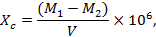 X_c = (M_1 − M_2) / V × 10^6,